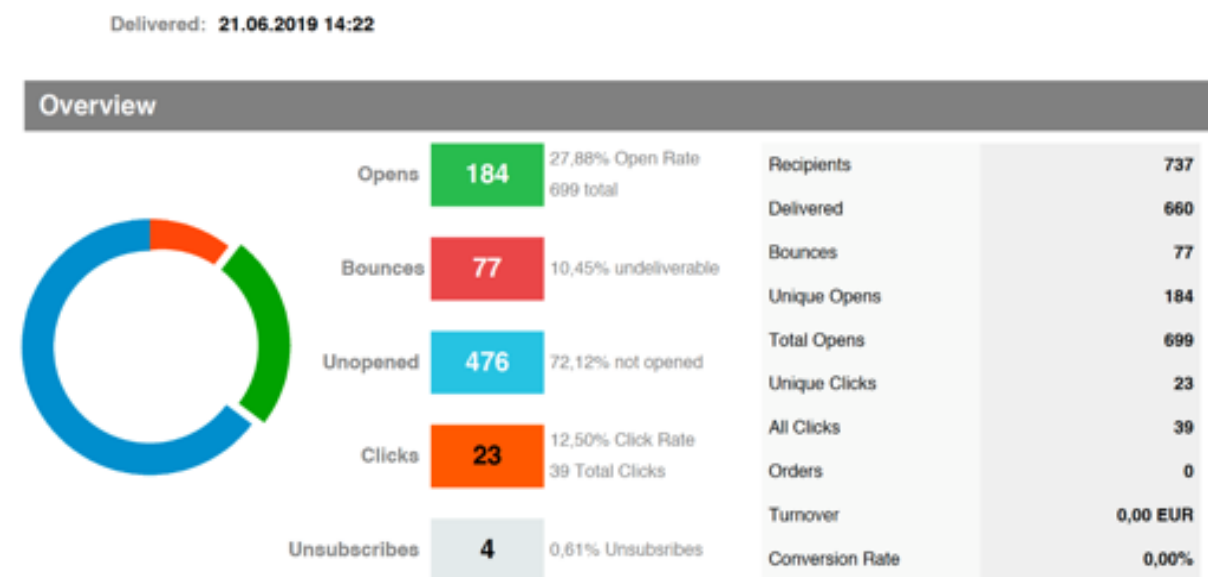 Delivered: 21.06.2019 14:22
Overview
Opens 184 27,88% Open Rate
699 total
Bounces 77 10,45% undeliverable
Unopened 476 72,12% not opened
Clicks 23 12,50% Click Rate
39 Total Clicks
Unsubscribes 4 0,61% Unsubsribes
Recipients 737
Delivered 660
Bounces 77
Unique Opens 184
Total Opens 699
Unique Clicks 23
All Clicks 39
Orders 0
Turnover 0,00 EUR
Conversion Rate 0,00%